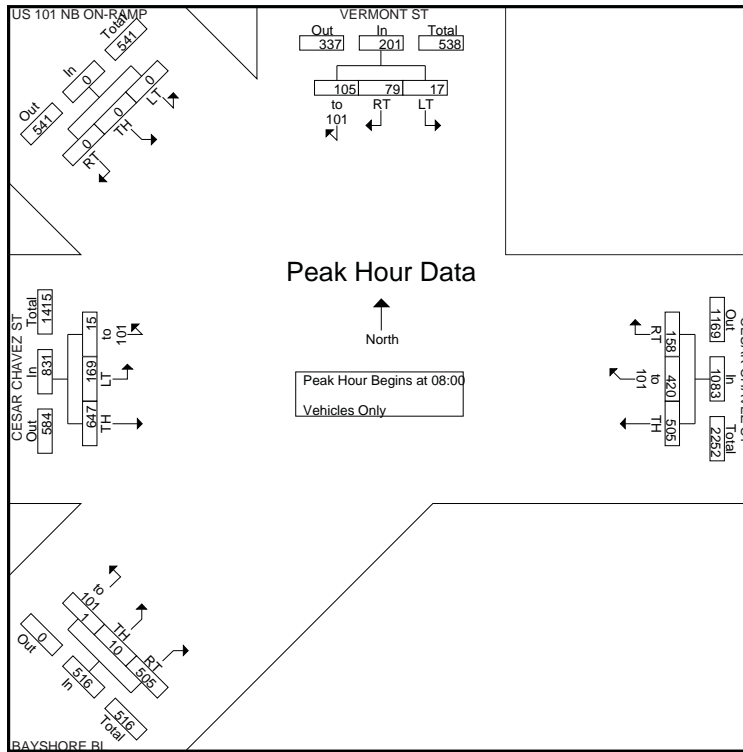 US 101 NB ON-RAMP
Total
541
In
0
Out
541
0
0
0
LT
TH
RT
VERMONT ST
Out
In
Total
337
201
538
105
79
17
to
101
RT
LT
Peak Hour Data
North
Peak Hour Begins at 08:00
Vehicles Only
CESAR CHAVEZ ST
Total
1415
In
831
Out
584
15
169
647
to
101
LT
TH
RT
to
101
TH
158
420
505
Out
1169
In
1083
Total
2252
to
101
TH
RT
1
10
505
Out
0
In
516
Total
516
BAYSHORE BL